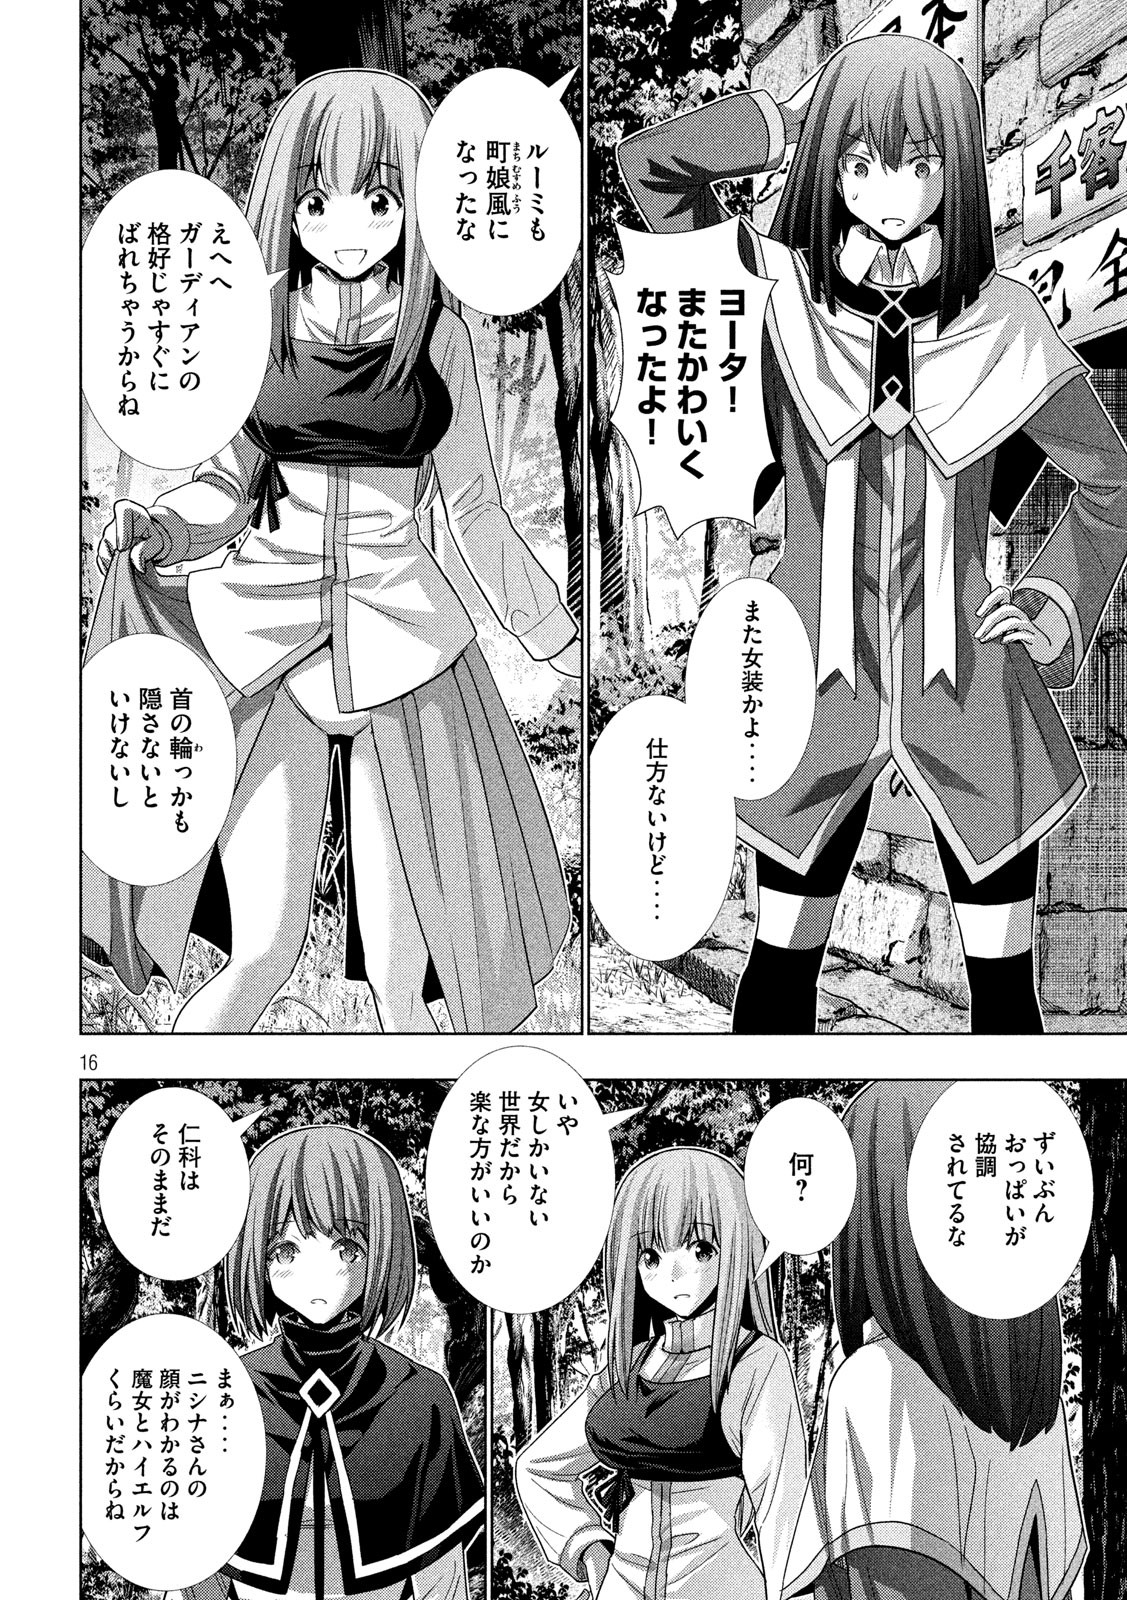 ヨータ！
またかわいく
なったよ！
また女装かよ‥‥‥
仕方ないけど‥‥‥
ルーミも
町娘風に
まちむすめふう
なったな
えへへ
ガーディアンの
格好じゃすぐに
ばれちゃうからね
首の輪っかも
わ
隠さないと
いけないし
千客
16
ずいぶん
おっぱいが
協調
されてるな
何？
いや
女しかいない
世界だから
楽な方がいいのか
仁科は
そのままだ
まぁ‥‥
ニシナさんの
顔がわかるのは
魔女とハイエルフ
くらいだからね